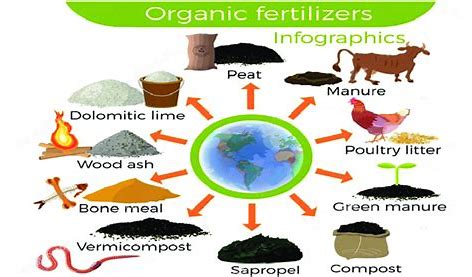 Organic fertilizers
Infographics
Peat
Manure
Dolomitic lime
Poultry litter
Wood ash
Bone meal
Green manure
Vermicompost
Sapropel
Compost